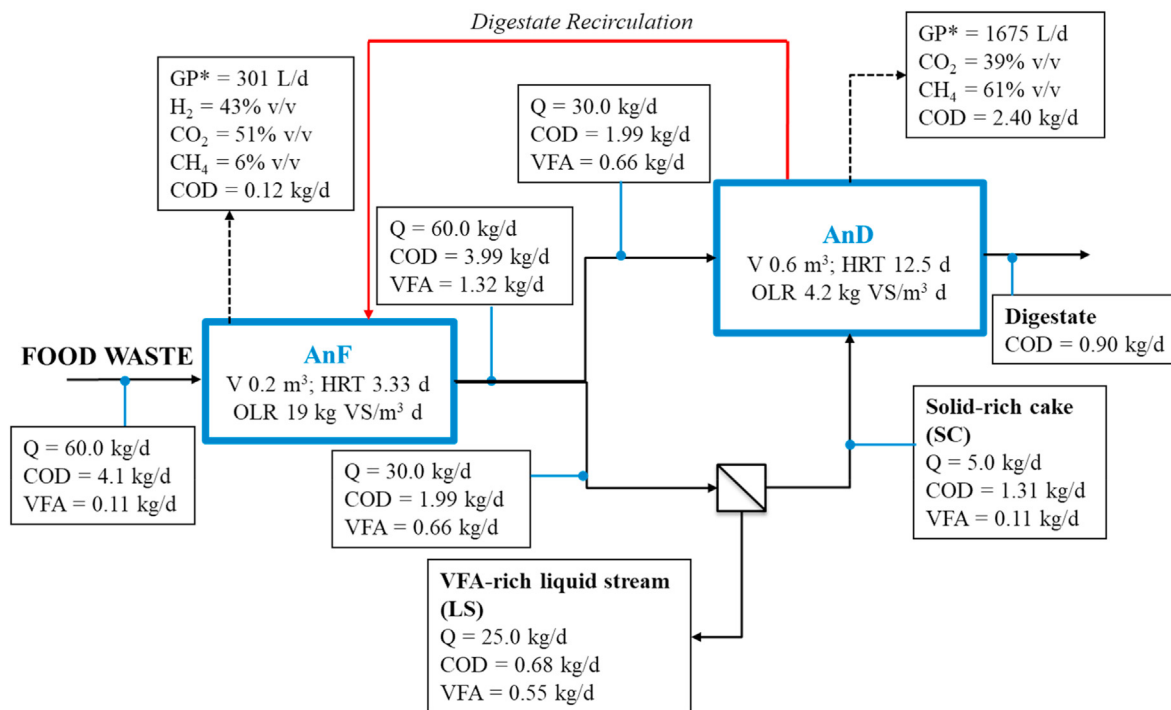 Digestate Recirculation
GP* = 301 L/d
H₂ = 43% v/v
CO₂ = 51% v/v
CH₄ = 6% v/v
COD = 0.12 kg/d
Q = 30.0 kg/d
COD = 1.99 kg/d
VFA = 0.66 kg/d
GP* = 1675 L/d
CO₂ = 39% v/v
CH₄ = 61% v/v
COD = 2.40 kg/d
Q = 60.0 kg/d
COD = 3.99 kg/d
VFA = 1.32 kg/d
AnD
V 0.6 m³; HRT 12.5 d
OLR 4.2 kg VS/m³ d
Digestate
COD = 0.90 kg/d
FOOD WASTE
AnF
V 0.2 m³; HRT 3.33 d
OLR 19 kg VS/m³ d
Q = 60.0 kg/d
COD = 4.1 kg/d
VFA = 0.11 kg/d
Q = 30.0 kg/d
COD = 1.99 kg/d
VFA = 0.66 kg/d
Solid-rich cake
(SC)
Q = 5.0 kg/d
COD = 1.31 kg/d
VFA = 0.11 kg/d
VFA-rich liquid stream
(LS)
Q = 25.0 kg/d
COD = 0.68 kg/d
VFA = 0.55 kg/d